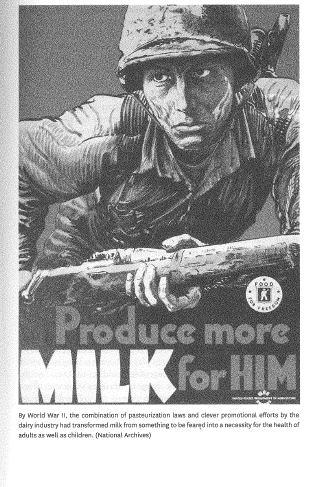 FOOD
FOR FREEDOM
Produce more
MILK for HIM
UNITED STATES DEPARTMENT OF AGRICULTURE
By World War II, the combination of pasteurization laws and clever promotional efforts by the
dairy industry had transformed milk from something to be feared into a necessity for the health of
adults as well as children. (National Archives)